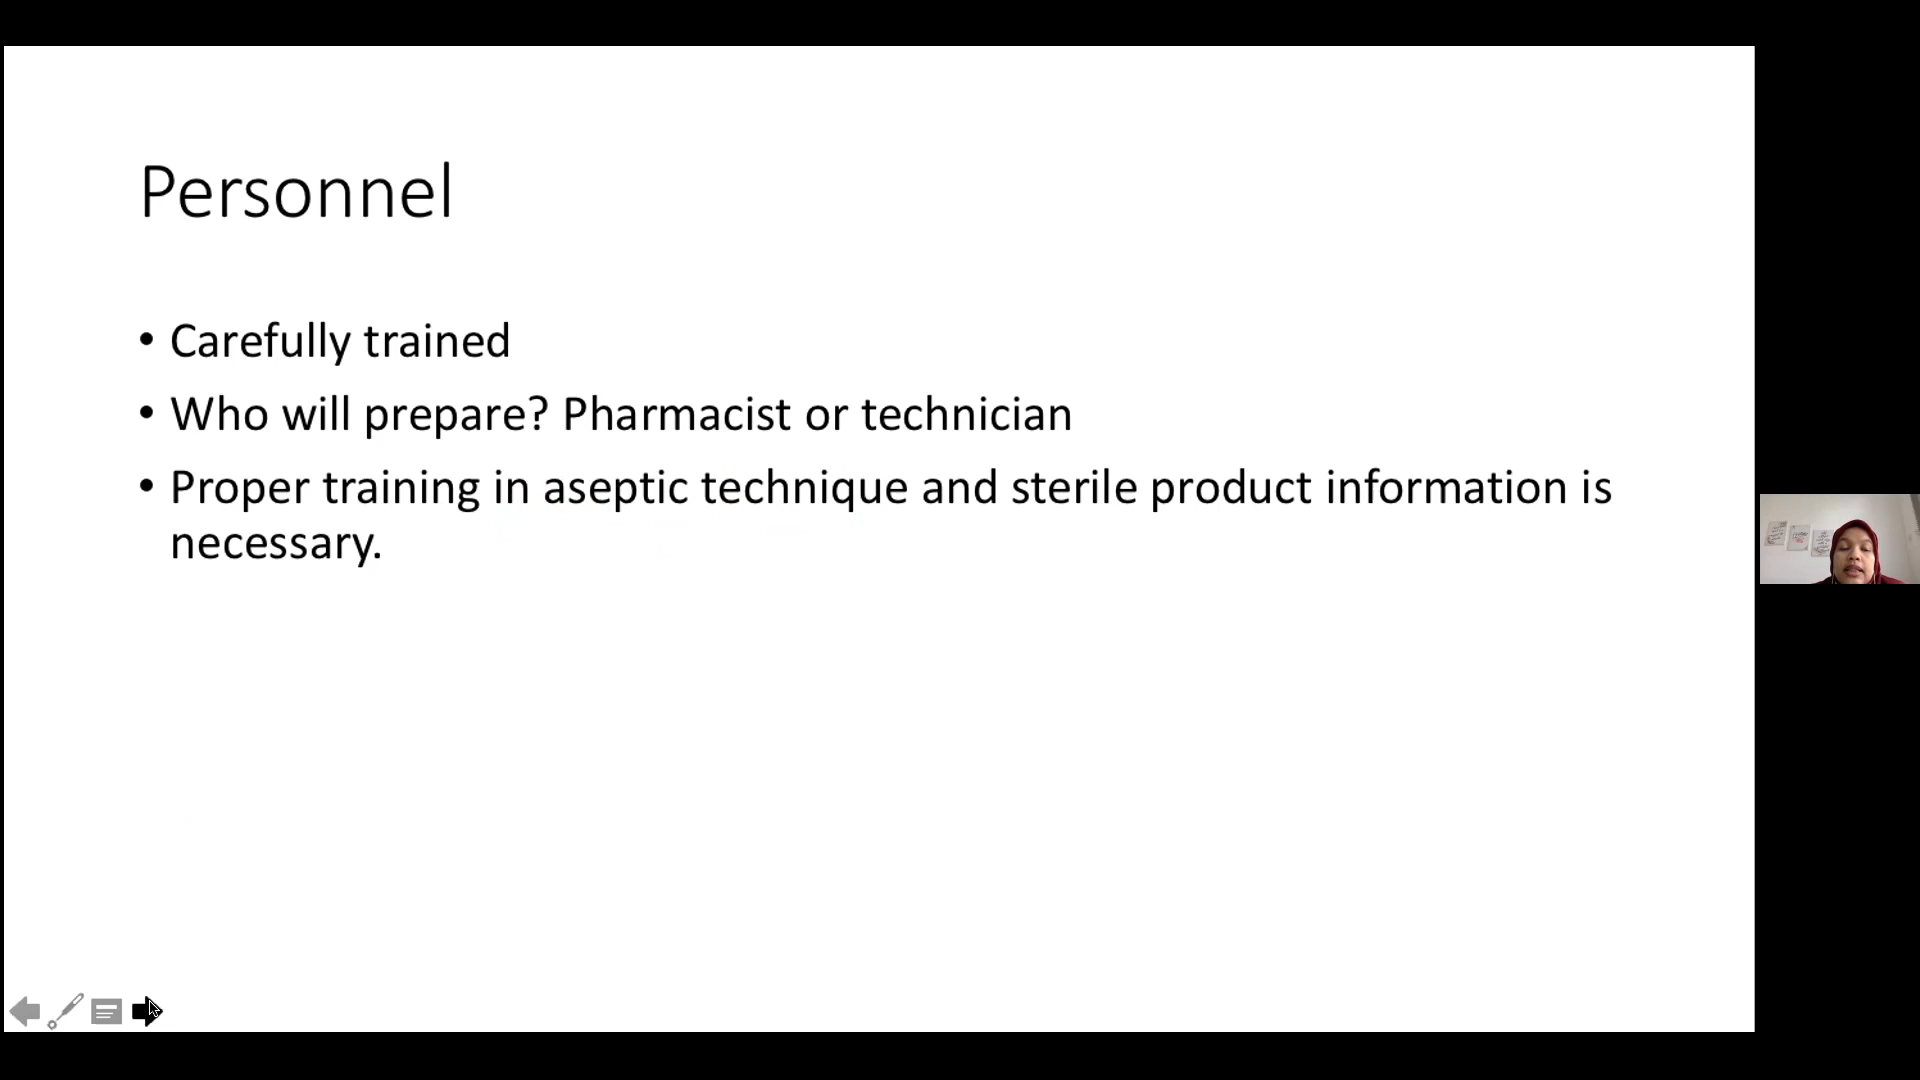 Personnel
• Carefully trained
• Who will prepare? Pharmacist or technician
• Proper training in aseptic technique and sterile product information is
necessary.